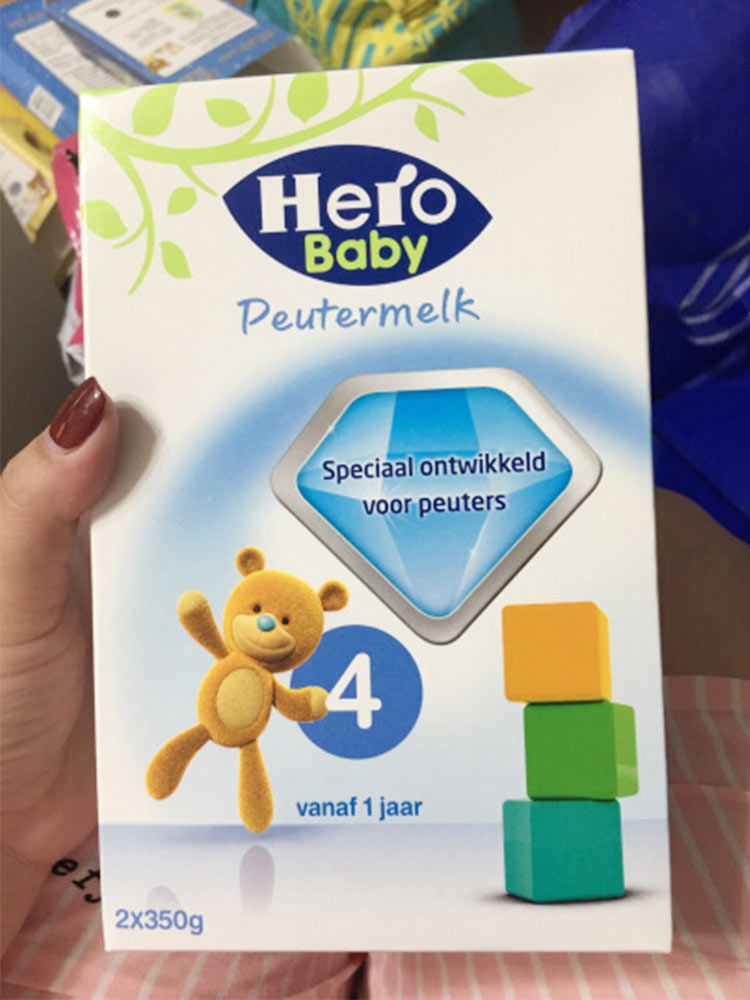 Hero
Baby
Peutermelk
Speciaal ontwikkeld
voor peuters
4
vanaf 1 jaar
2x350g